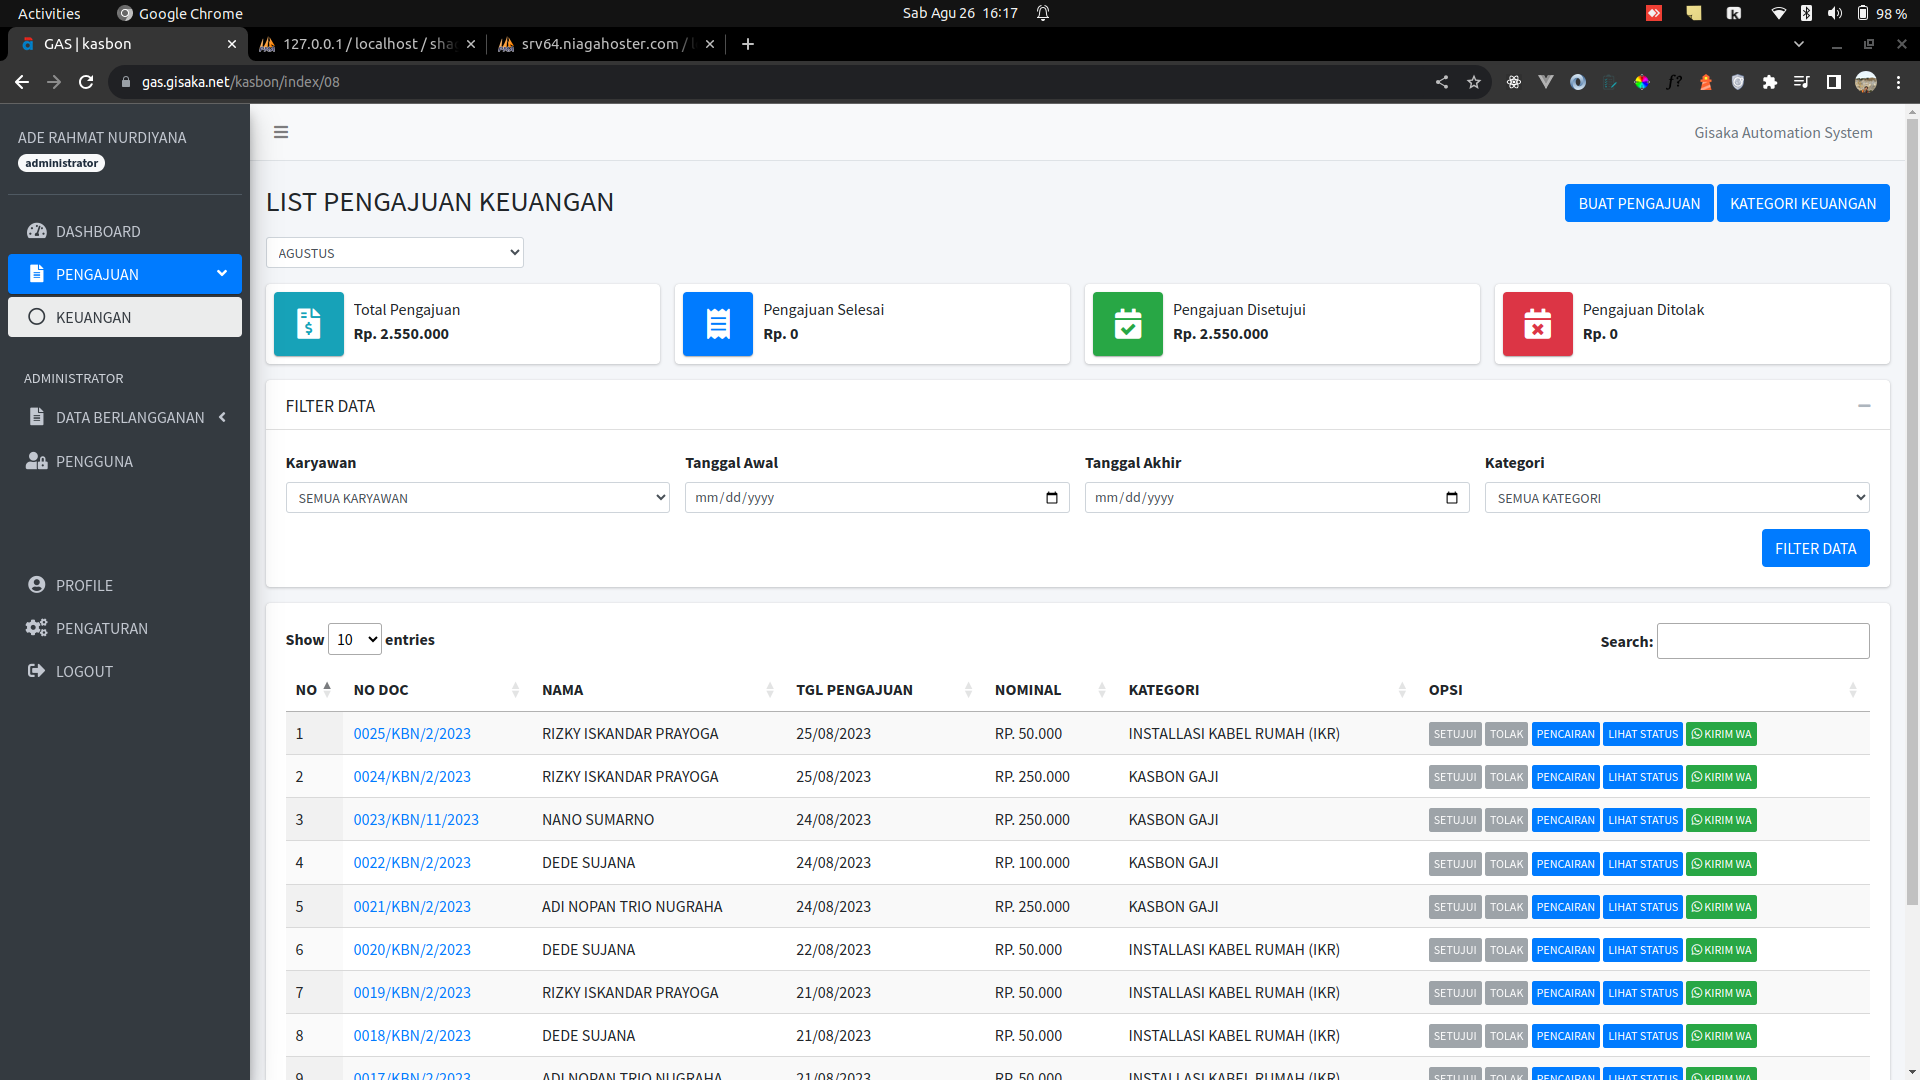 Activities
Google Chrome
Sab Agu 26 16:17
98 %
GAS | kasbon
127.0.0.1 / localhost / sha
srv64.niagahoster.com /
gas.gisaka.net/kasbon/index/08
ADE RAHMAT NURDIYANA
administrator
DASHBOARD
PENGAJUAN
KEUANGAN
ADMINISTRATOR
DATA BERLANGGANAN
PENGGUNA
PROFILE
PENGATURAN
LOGOUT
Gisaka Automation System
LIST PENGAJUAN KEUANGAN
BUAT PENGAJUAN
KATEGORI KEUANGAN
AGUSTUS
Total Pengajuan
Rp. 2.550.000
Pengajuan Selesai
Rp. 0
Pengajuan Disetujui
Rp. 2.550.000
Pengajuan Ditolak
Rp. 0
FILTER DATA
Karyawan
SEMUA KARYAWAN
Tanggal Awal
mm/dd/yyyy
Tanggal Akhir
mm/dd/yyyy
Kategori
SEMUA KATEGORI
FILTER DATA
Show 10 entries
Search:
NO NO DOC NAMA TGL PENGAJUAN NOMINAL KATEGORI OPSI
1 0025/KBN/2/2023 RIZKY ISKANDAR PRAYOGA 25/08/2023 RP. 50.000 INSTALLASI KABEL RUMAH (IKR) SETUJUI TOLAK PENCAIRAN LIHAT STATUS KIRIM WA
2 0024/KBN/2/2023 RIZKY ISKANDAR PRAYOGA 25/08/2023 RP. 250.000 KASBON GAJI SETUJUI TOLAK PENCAIRAN LIHAT STATUS KIRIM WA
3 0023/KBN/11/2023 NANO SUMARNO 24/08/2023 RP. 250.000 KASBON GAJI SETUJUI TOLAK PENCAIRAN LIHAT STATUS KIRIM WA
4 0022/KBN/2/2023 DEDE SUJANA 24/08/2023 RP. 100.000 KASBON GAJI SETUJUI TOLAK PENCAIRAN LIHAT STATUS KIRIM WA
5 0021/KBN/2/2023 ADI NOPAN TRIO NUGRAHA 24/08/2023 RP. 250.000 KASBON GAJI SETUJUI TOLAK PENCAIRAN LIHAT STATUS KIRIM WA
6 0020/KBN/2/2023 DEDE SUJANA 22/08/2023 RP. 50.000 INSTALLASI KABEL RUMAH (IKR) SETUJUI TOLAK PENCAIRAN LIHAT STATUS KIRIM WA
7 0019/KBN/2/2023 RIZKY ISKANDAR PRAYOGA 21/08/2023 RP. 50.000 INSTALLASI KABEL RUMAH (IKR) SETUJUI TOLAK PENCAIRAN LIHAT STATUS KIRIM WA
8 0018/KBN/2/2023 DEDE SUJANA 21/08/2023 RP. 50.000 INSTALLASI KABEL RUMAH (IKR) SETUJUI TOLAK PENCAIRAN LIHAT STATUS KIRIM WA
9 0017/KBN/2/2023 ADI NOPAN TRIO NUGRAHA 21/08/2023 RP. 50.000 INSTALLASI KABEL RUMAH (IKR) SETUJUI TOLAK PENCAIRAN LIHAT STATUS KIRIM WA